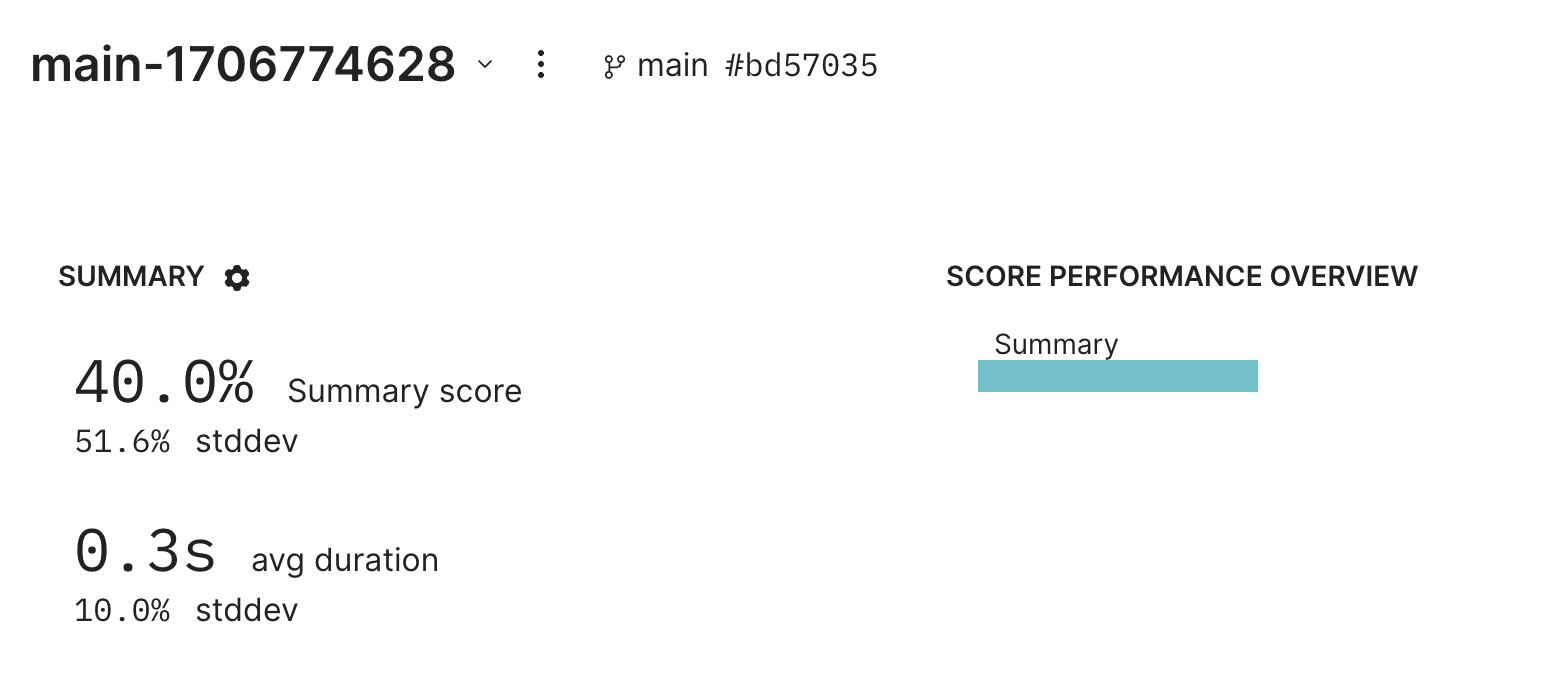 main-1706774628 main #bd57035
SUMMARY
40.0% Summary score
51.6% stddev
0.3s avg duration
10.0% stddev
SCORE PERFORMANCE OVERVIEW
Summary